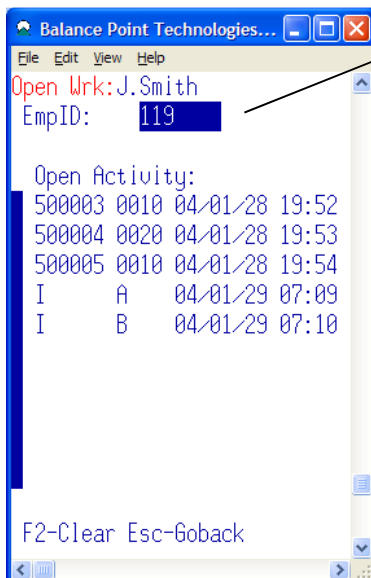 Balance Point Technologies...
File Edit View Help
Open Wrk:J.Smith
EmpID: 119
Open Activity:
500003 0010 04/01/28 19:52
500004 0020 04/01/28 19:53
500005 0010 04/01/28 19:54
I A 04/01/29 07:09
I B 04/01/29 07:10
F2-Clear Esc-Goback